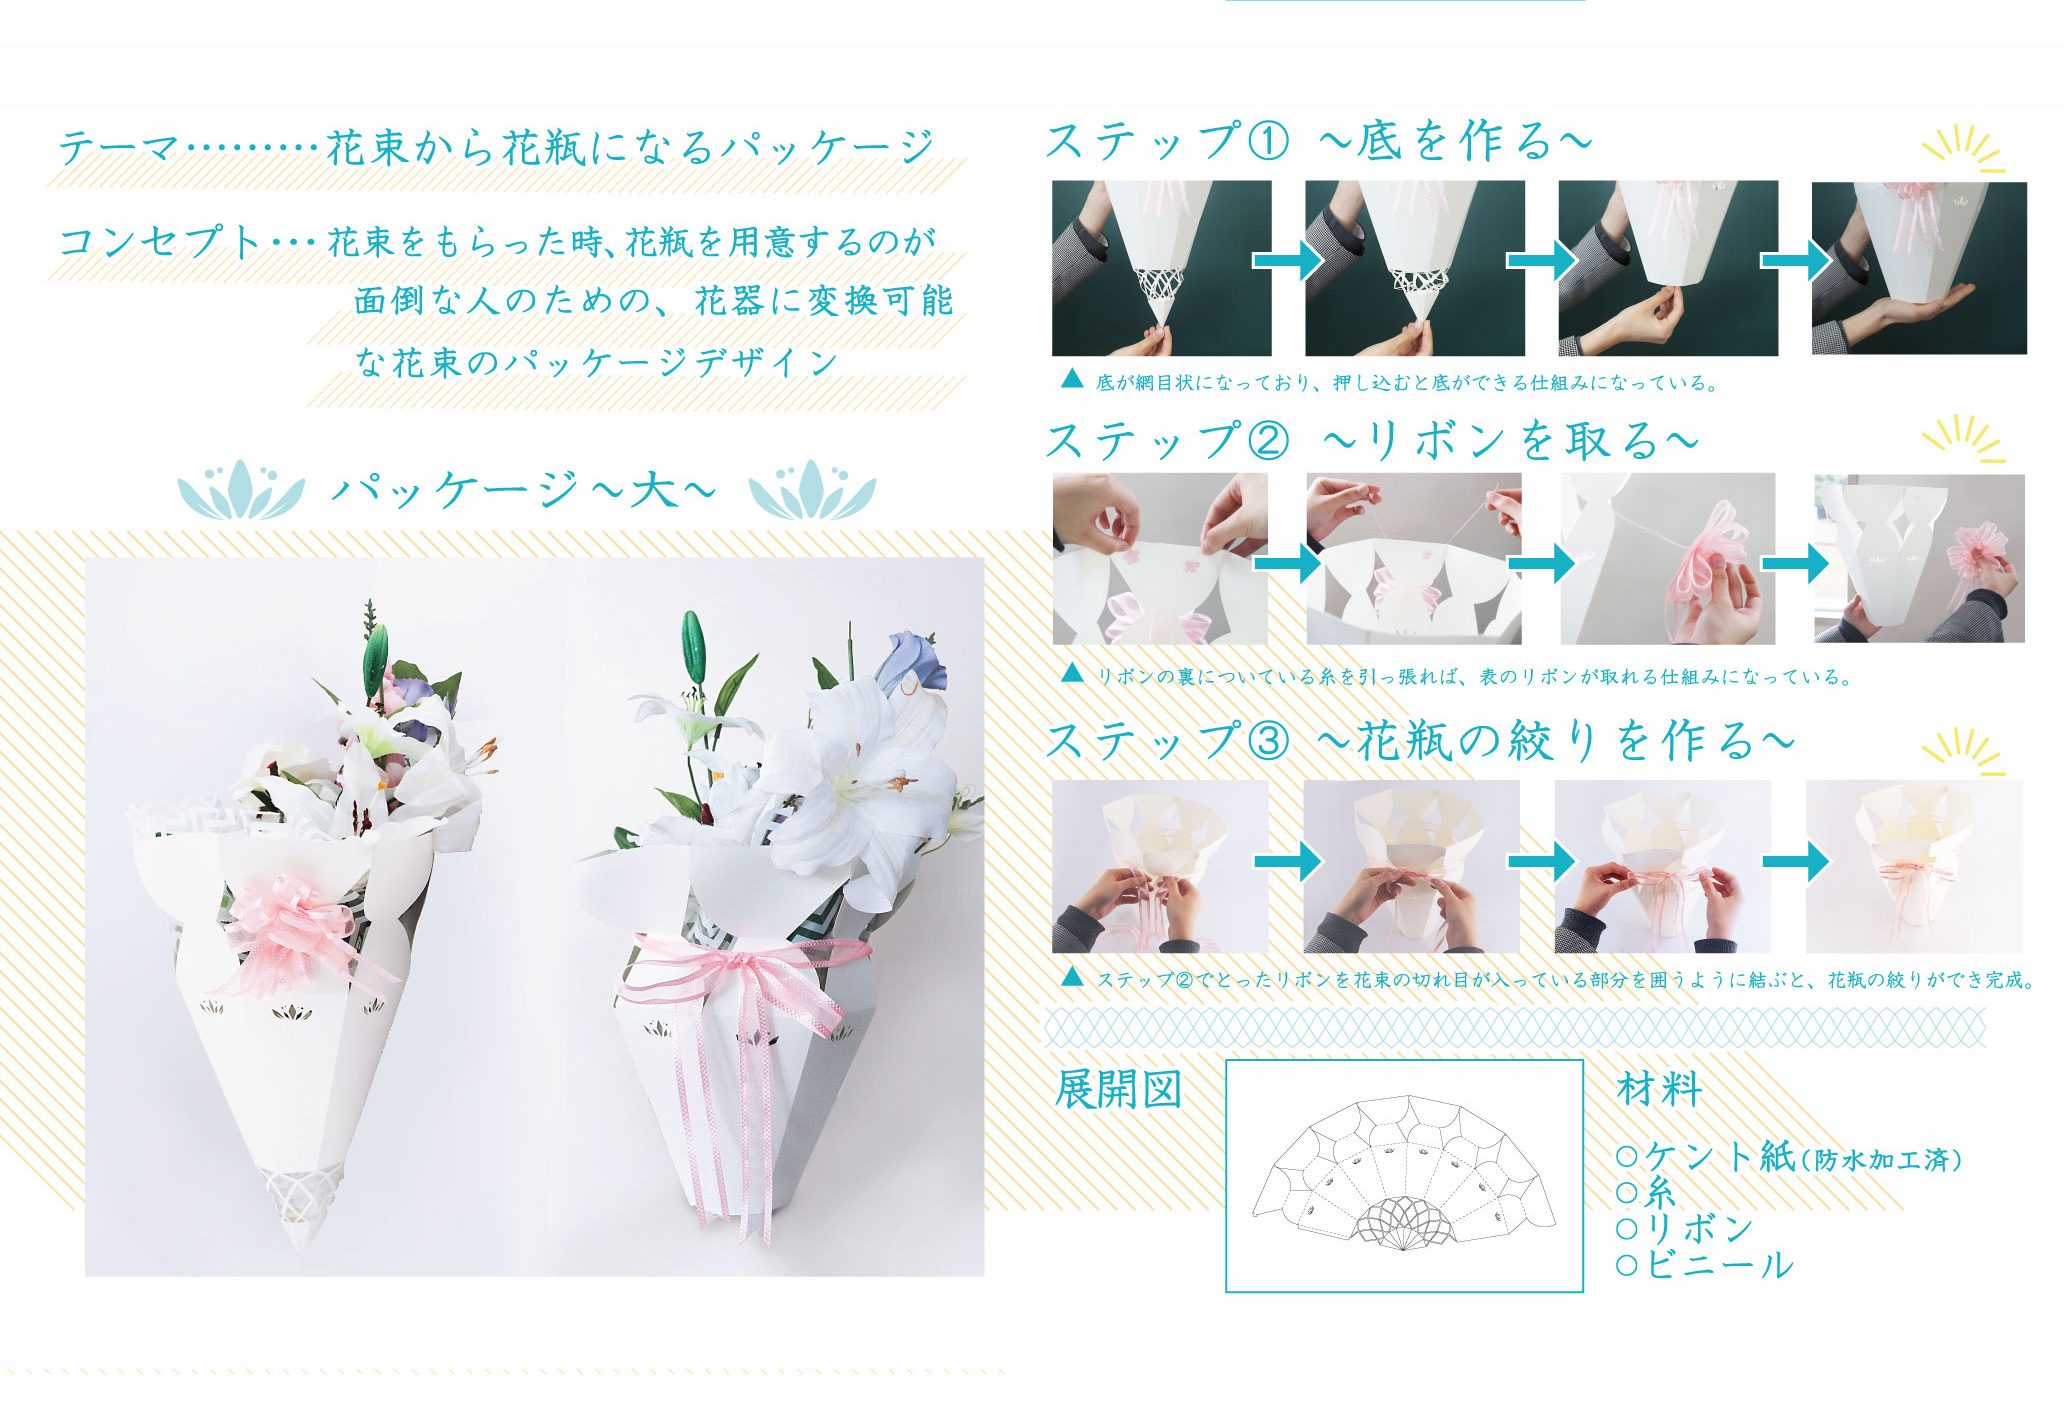 テーマ………花束から花瓶になるパッケージ
コンセプト…花束をもらった時、花瓶を用意するのが
面倒な人のための、花器に変換可能
な花束のパッケージデザイン
パッケージ〜大〜
ステップ① 〜底を作る〜
▲ 底が網目状になっており、押し込むと底ができる仕組みになっている。
ステップ② 〜リボンを取る〜
▲ リボンの裏についている糸を引っ張れば、表のリボンが取れる仕組みになっている。
ステップ③ 〜花瓶の絞りを作る〜
▲ ステップ②でとったリボンを花束の切れ目が入っている部分を囲うように結ぶと、花瓶の絞りができ完成。
展開図
材料
○ケント紙(防水加工済)
○糸
○リボン
○ビニール